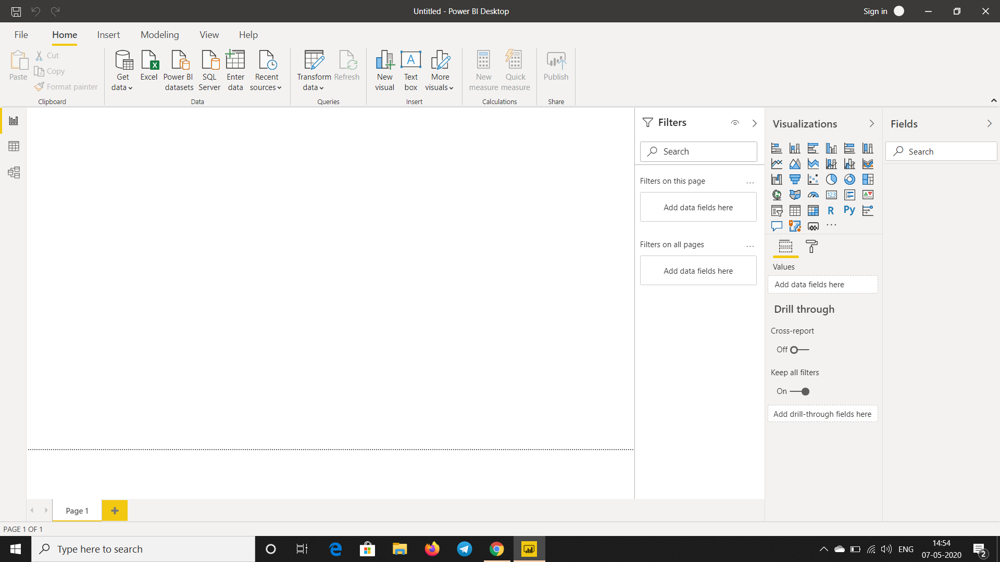 Untitled - Power BI Desktop
Sign in
File Home Insert Modeling View Help
Paste
Cut
Copy
Format painter
Clipboard
Get data
Excel
Power BI datasets
SQL Server
Enter data
Recent sources
Data
Transform data
Refresh
Queries
New visual
Text box
More visuals
Insert
New measure
Quick measure
Calculations
Publish
Share
Filters
Search
Filters on this page
...
Add data fields here
Filters on all pages
...
Add data fields here
Visualizations
123
R
Py
...
Values
Add data fields here
Drill through
Cross-report
Off
Keep all filters
On
Add drill-through fields here
Fields
Search
Page 1
PAGE 1 OF 1
Type here to search
ENG
14:54
07-05-2020
2